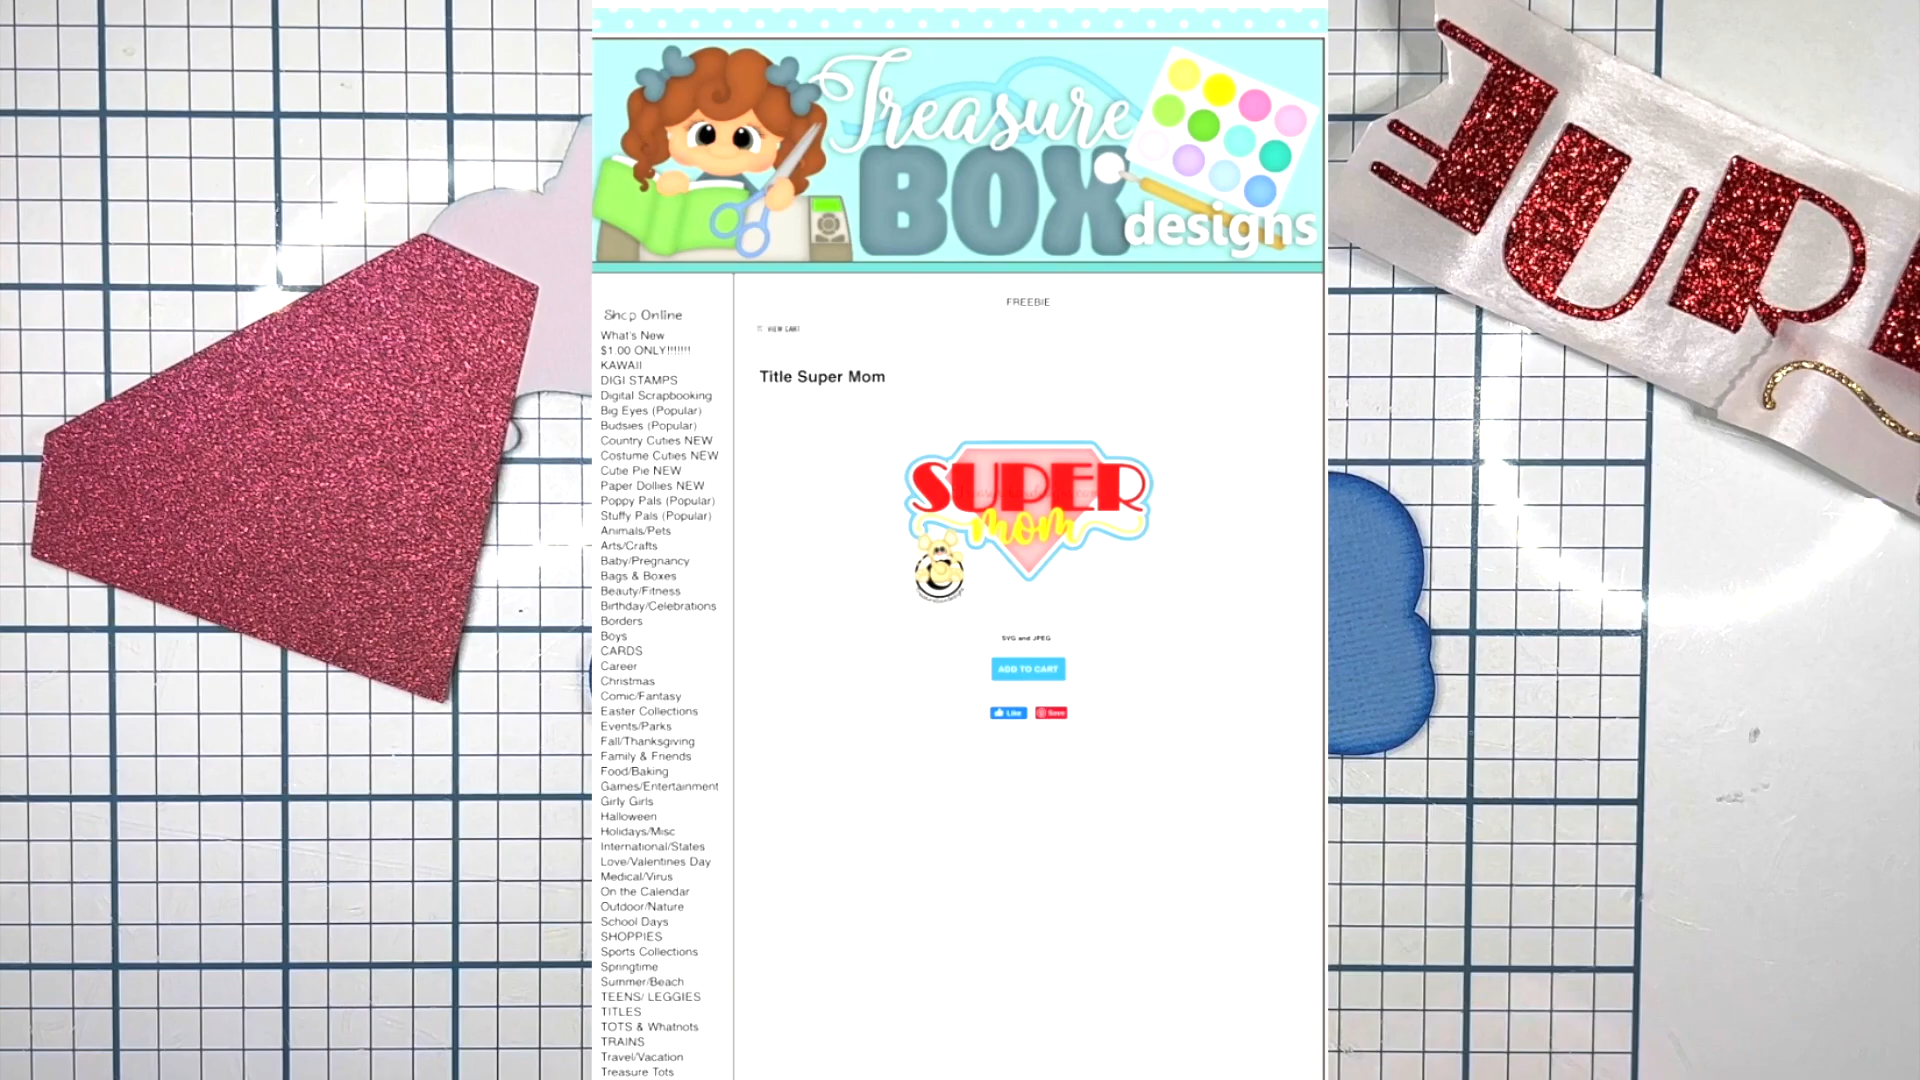 Treasure
BOX
designs
FREEBIE
Shop Online
VIEW CART
What's New
$1.00 ONLY!!!!!!!
KAWAII
DIGI STAMPS
Digital Scrapbooking
Big Eyes (Popular)
Budsies (Popular)
Country Cuties NEW
Costume Cuties NEW
Cutie Pie NEW
Paper Dollies NEW
Poppy Pals (Popular)
Stuffy Pals (Popular)
Animals/Pets
Arts/Crafts
Baby/Pregnancy
Bags & Boxes
Beauty/Fitness
Birthday/Celebrations
Borders
Boys
CARDS
Career
Christmas
Comic/Fantasy
Easter Collections
Events/Parks
Fall/Thanksgiving
Family & Friends
Food/Baking
Games/Entertainment
Girly Girls
Halloween
Holidays/Misc
International/States
Love/Valentines Day
Medical/Virus
On the Calendar
Outdoor/Nature
School Days
SHOPPIES
Sports Collections
Springtime
Summer/Beach
TEENS/ LEGGIES
TITLES
TOTS & Whatnots
TRAINS
Travel/Vacation
Treasure Tots
Title Super Mom
SUPER
mom
SVG and JPEG
ADD TO CART
Like
Save